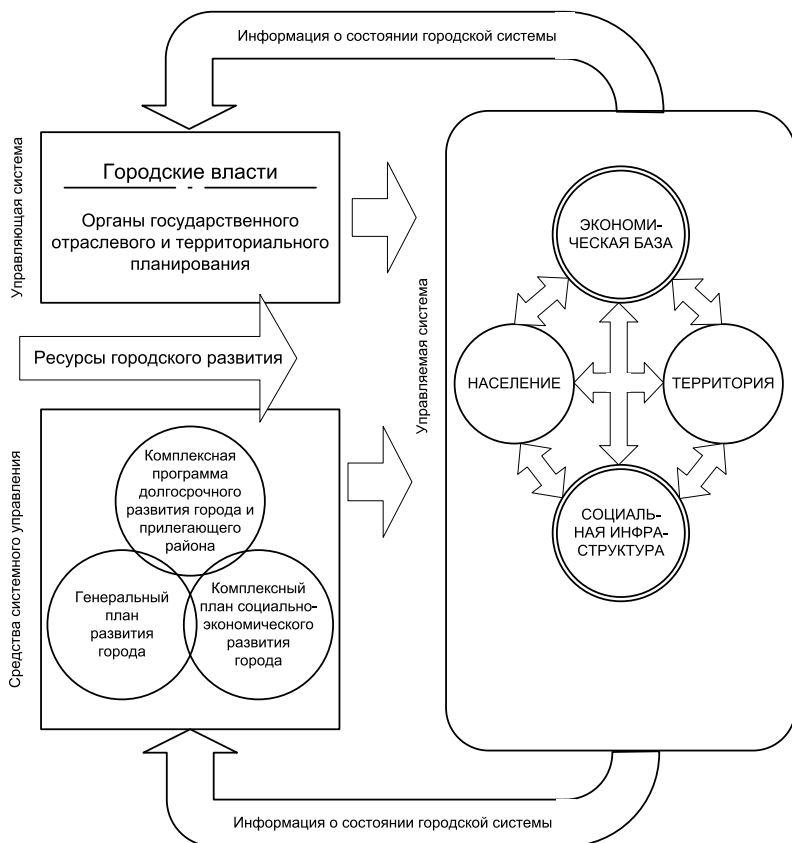 Информация о состоянии городской системы
Управляющая система
Городские власти
Органы государственного
отраслевого и территориального
планирования
Ресурсы городского развития
Средства системного управления
Комплексная
программа
долгосрочного
развития города и
прилегающего
района
Генеральный
план
развития
города
Комплексный
план социально-
экономического
развития
города
Управляемая система
ЭКОНОМИ-
ЧЕСКАЯ БАЗА
НАСЕЛЕНИЕ
ТЕРРИТОРИЯ
СОЦИАЛЬ-
НАЯ ИНФРА-
СТРУКТУРА
Информация о состоянии городской системы